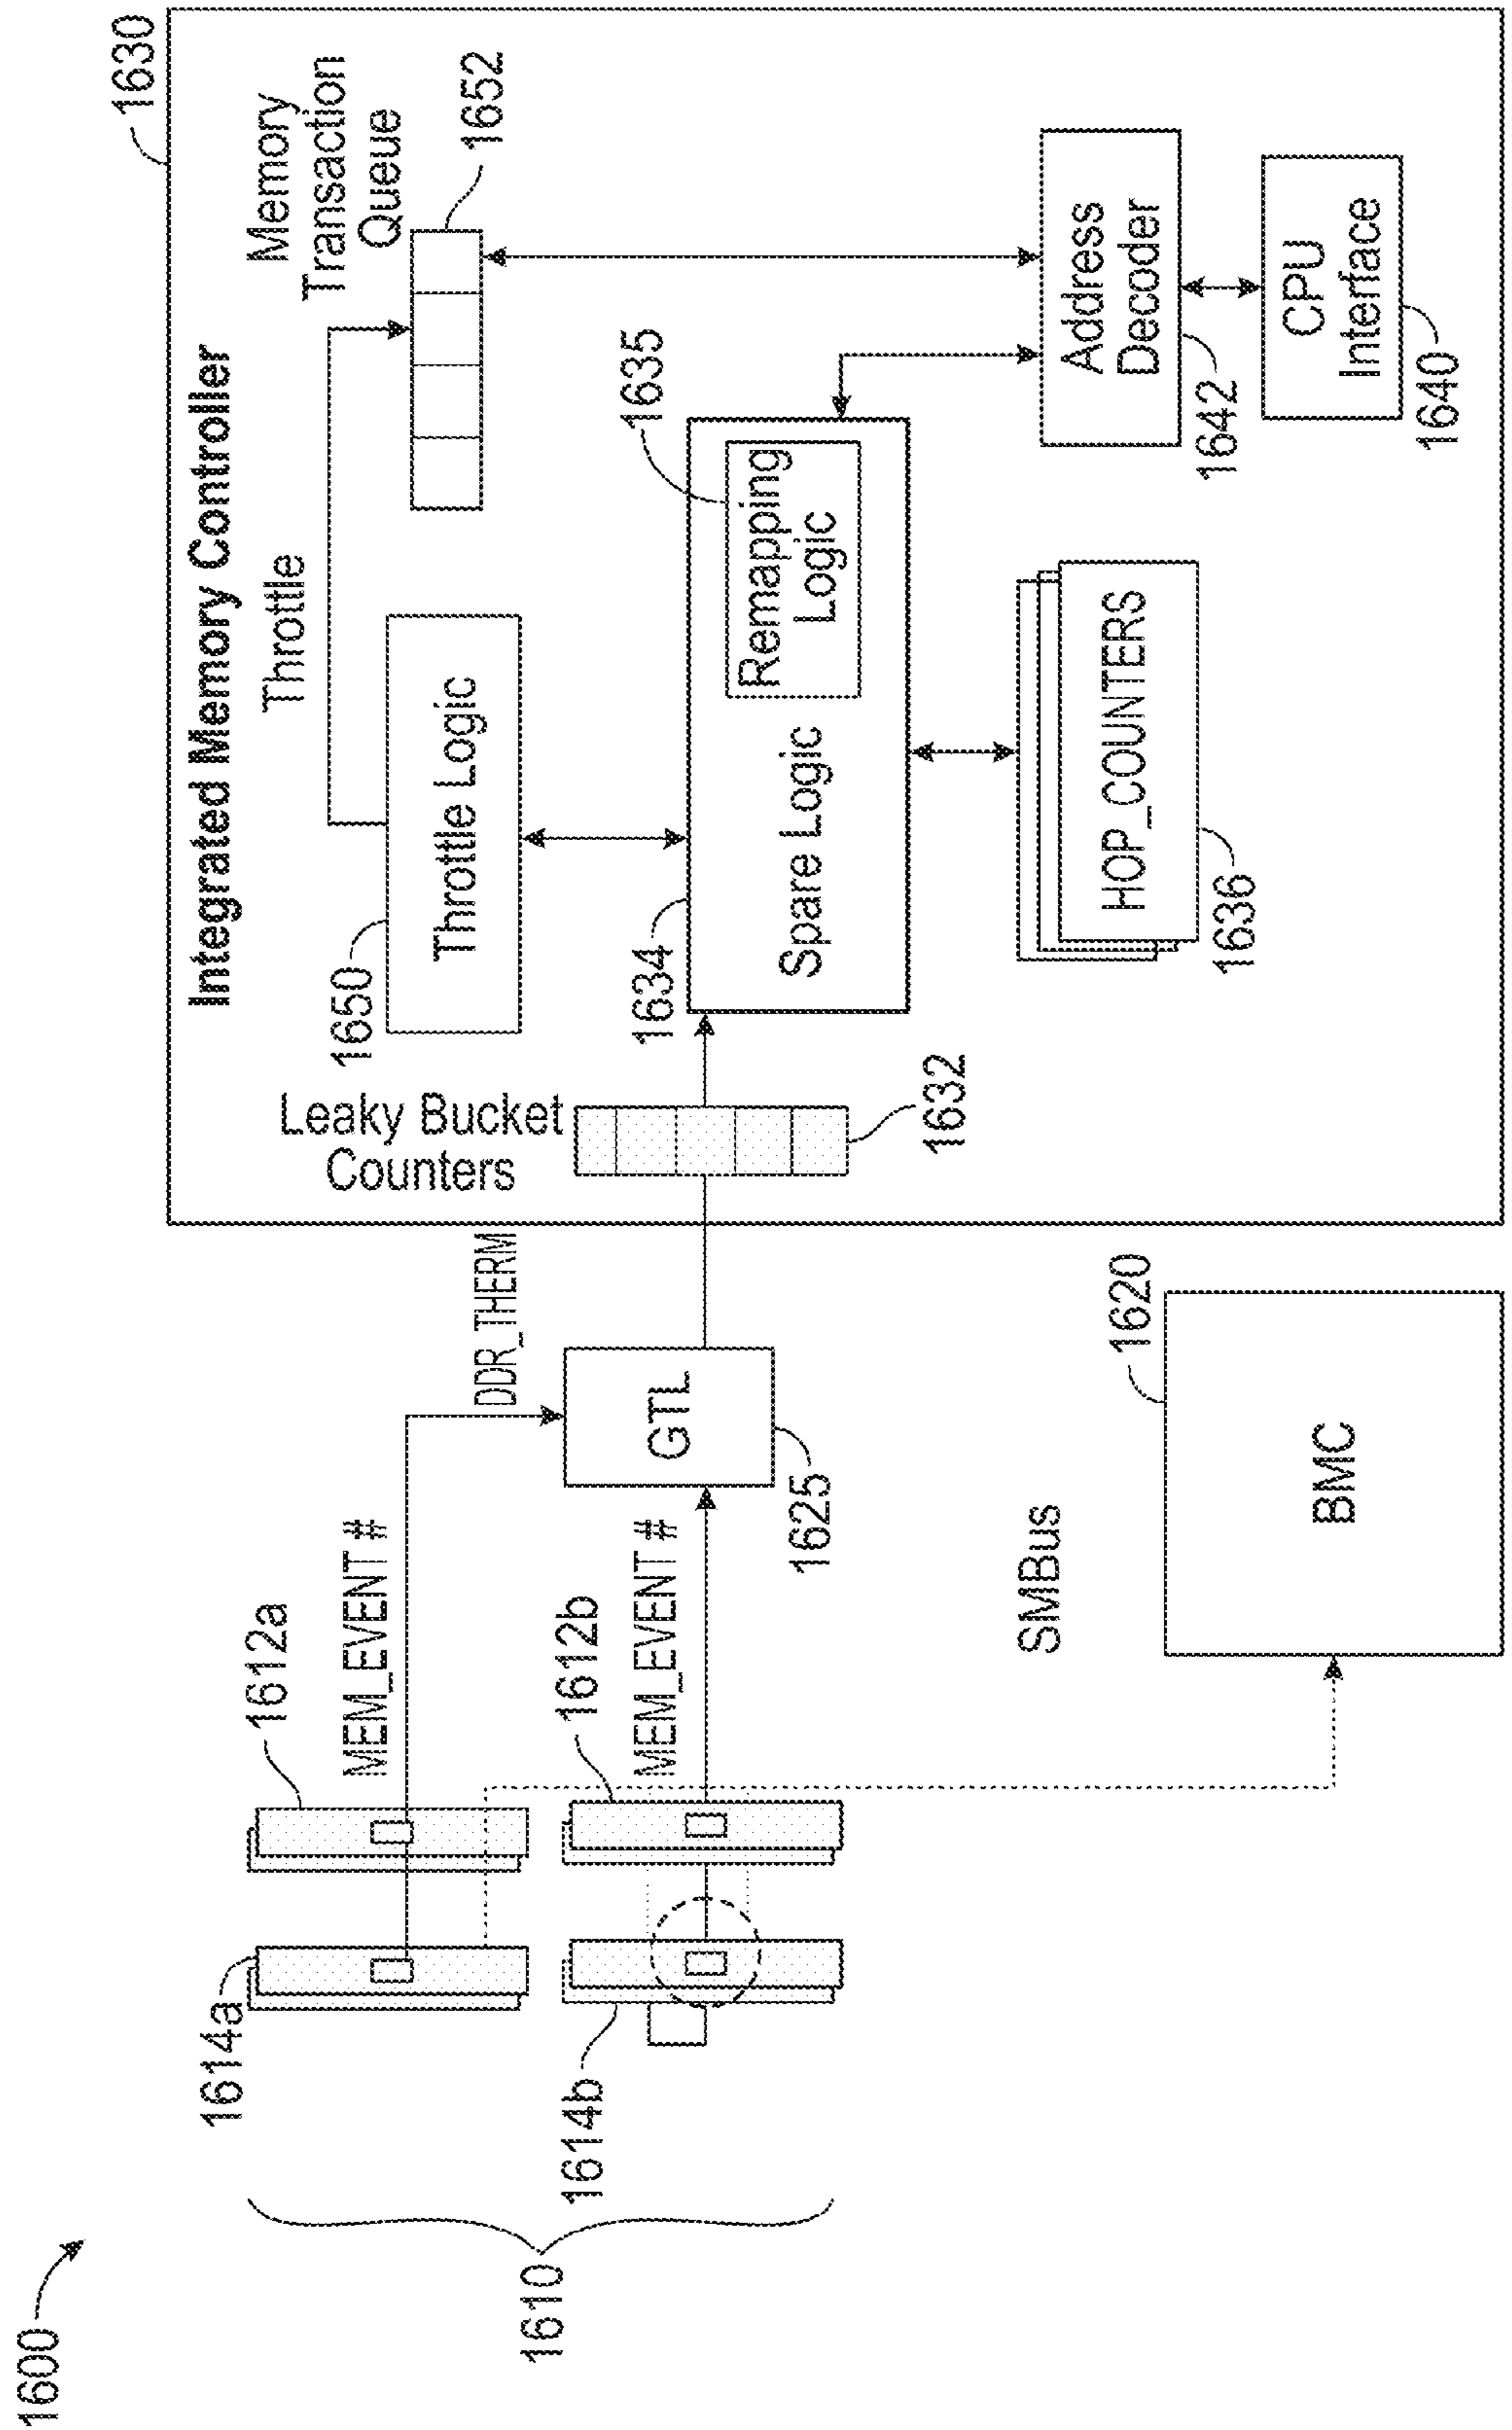 1600
1610
1614a
1612a
MEM_EVENT #
1614b
1612b
MEM_EVENT #
DDR_THERM
GTL
1625
SMBus
BMC
1620
1630
Integrated Memory Controller
Leaky Bucket
Counters
1632
Throttle
1650
Throttle Logic
Memory
Transaction
Queue
1652
1634
Spare Logic
Remapping
Logic
1635
HOP_COUNTERS
1636
Address
Decoder
1642
CPU
Interface
1640